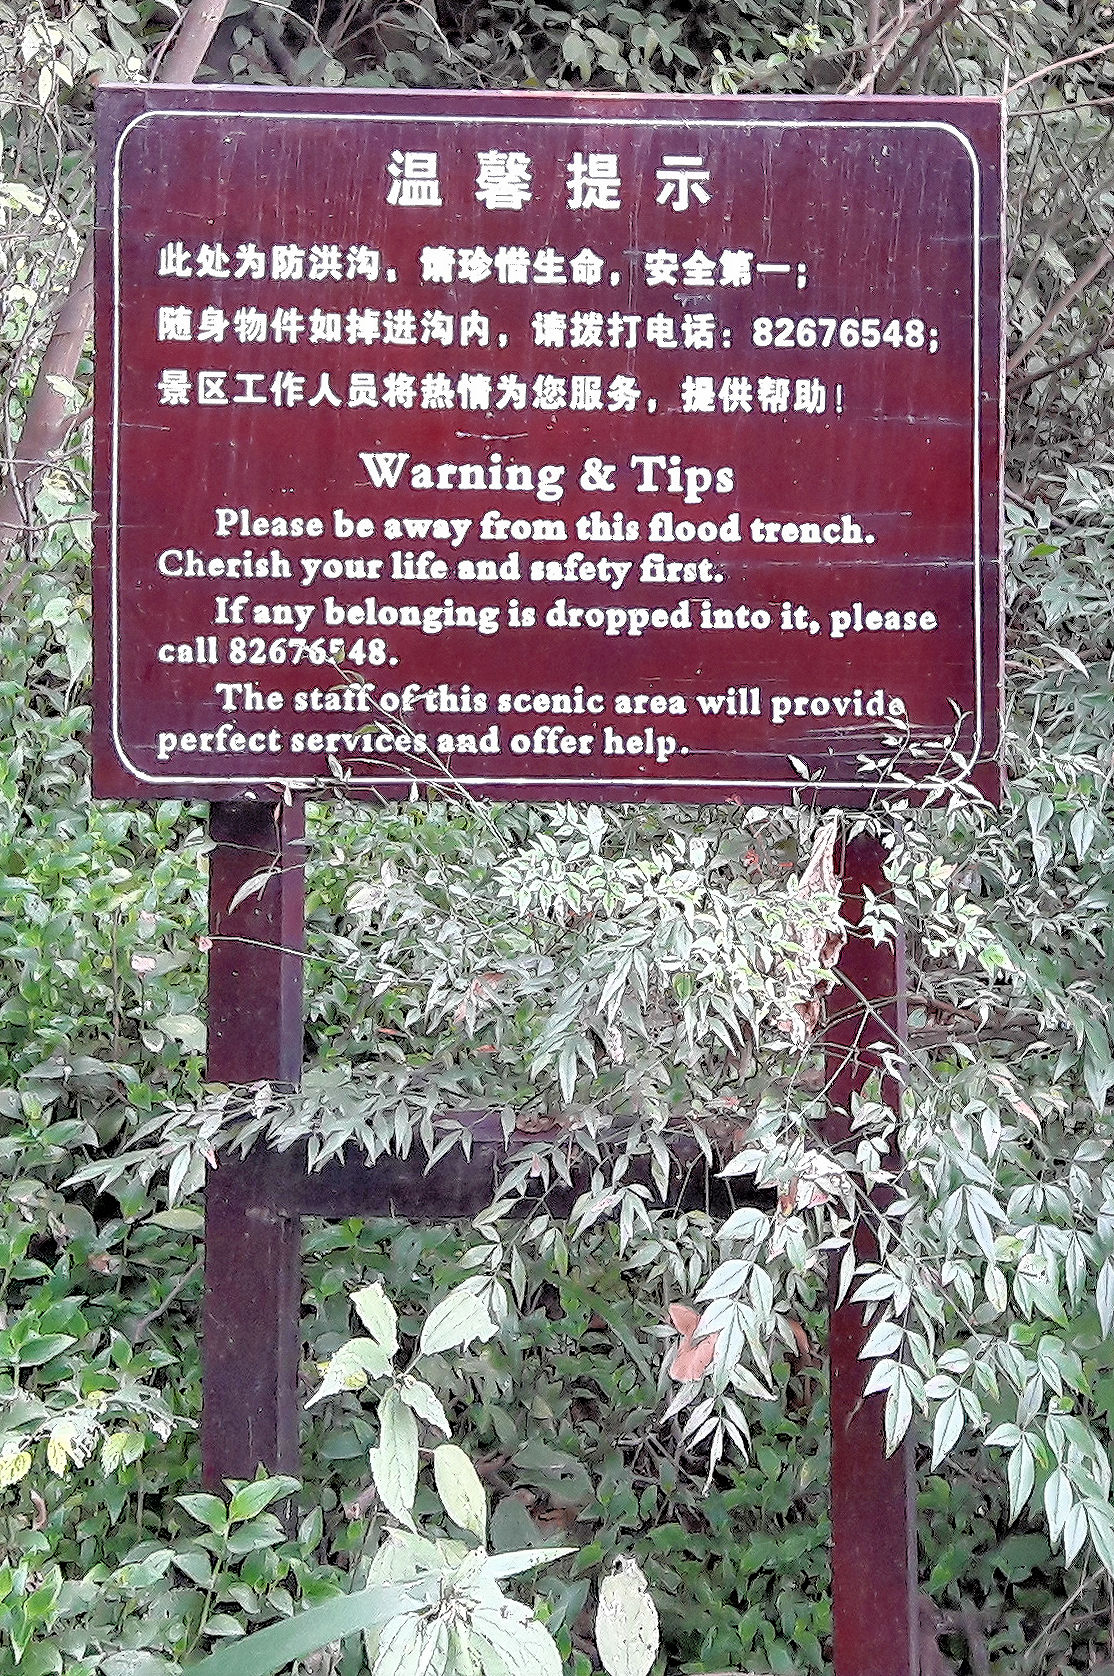 温馨提示
此处为防洪沟，请珍惜生命，安全第一；
随身物件如掉进沟内，请拨打电话：82676548；
景区工作人员将热情为您服务，提供帮助！
Warning & Tips
Please be away from this flood trench.
Cherish your life and safety first.
If any belonging is dropped into it, please
call 82676548.
The staff of this scenic area will provide
perfect services and offer help.